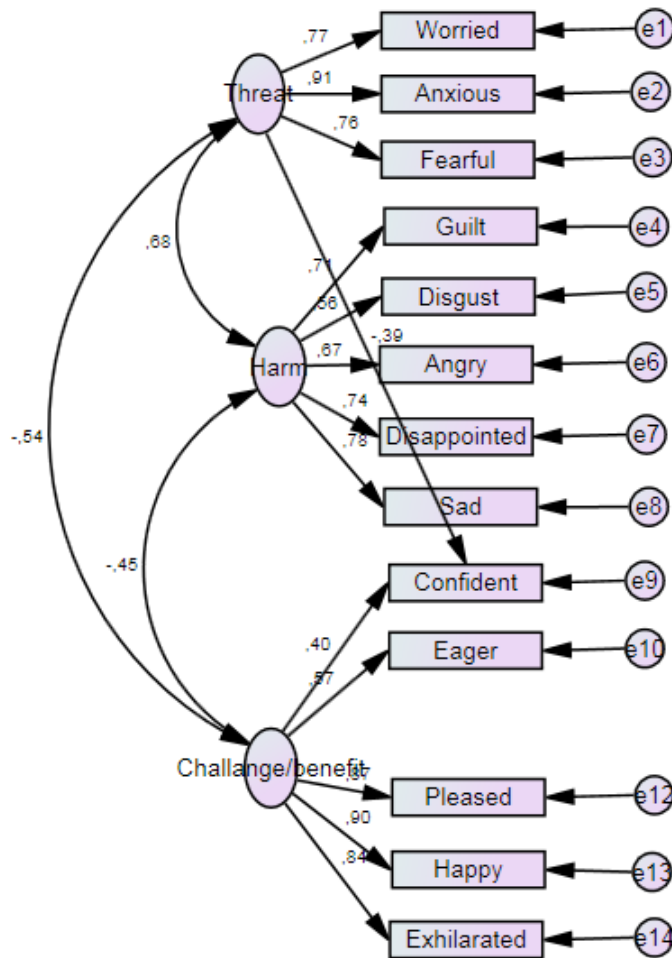 ,77
Worried
e1
Threat
,91
Anxious
e2
,76
Fearful
e3
,68
,71
Guilt
e4
,56
Disgust
e5
-,39
Harm
,67
Angry
e6
-,54
,74
Disappointed
e7
,78
Sad
e8
-,45
,40
Confident
e9
,57
Eager
e10
Challange/benefit
Pleased
e12
,90
Happy
e13
,84
Exhilarated
e14